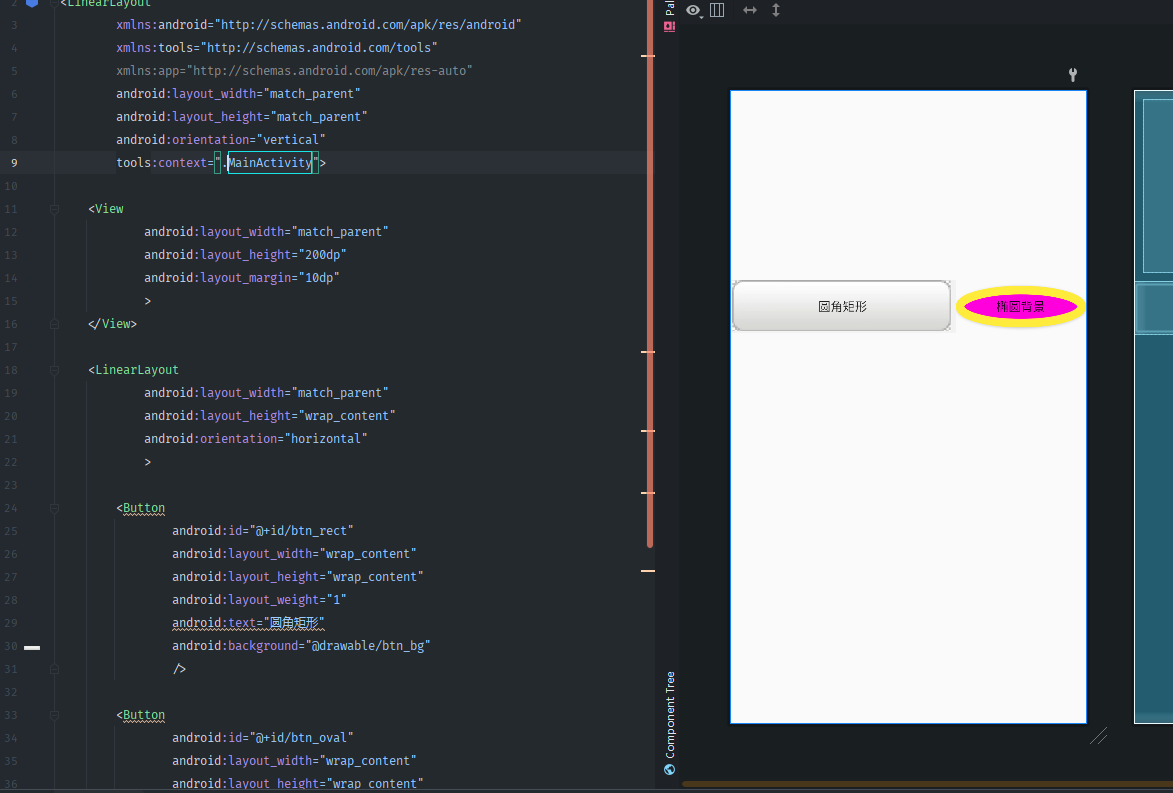 2 <LinearLayout
3 xmlns:android="http://schemas.android.com/apk/res/android"
4 xmlns:tools="http://schemas.android.com/tools"
5 xmlns:app="http://schemas.android.com/apk/res-auto"
6 android:layout_width="match_parent"
7 android:layout_height="match_parent"
8 android:orientation="vertical"
9 tools:context=".MainActivity">
10
11 <View
12 android:layout_width="match_parent"
13 android:layout_height="200dp"
14 android:layout_margin="10dp"
15 >
16 </View>
17
18 <LinearLayout
19 android:layout_width="match_parent"
20 android:layout_height="wrap_content"
21 android:orientation="horizontal"
22 >
23
24 <Button
25 android:id="@+id/btn_rect"
26 android:layout_width="wrap_content"
27 android:layout_height="wrap_content"
28 android:layout_weight="1"
29 android:text="圆角矩形"
30 android:background="@drawable/btn_bg"
31 />
32
33 <Button
34 android:id="@+id/btn_oval"
35 android:layout_width="wrap_content"
36 android:layout_height="wrap_content"
Pal
Component Tree
圆角矩形
椭圆背景